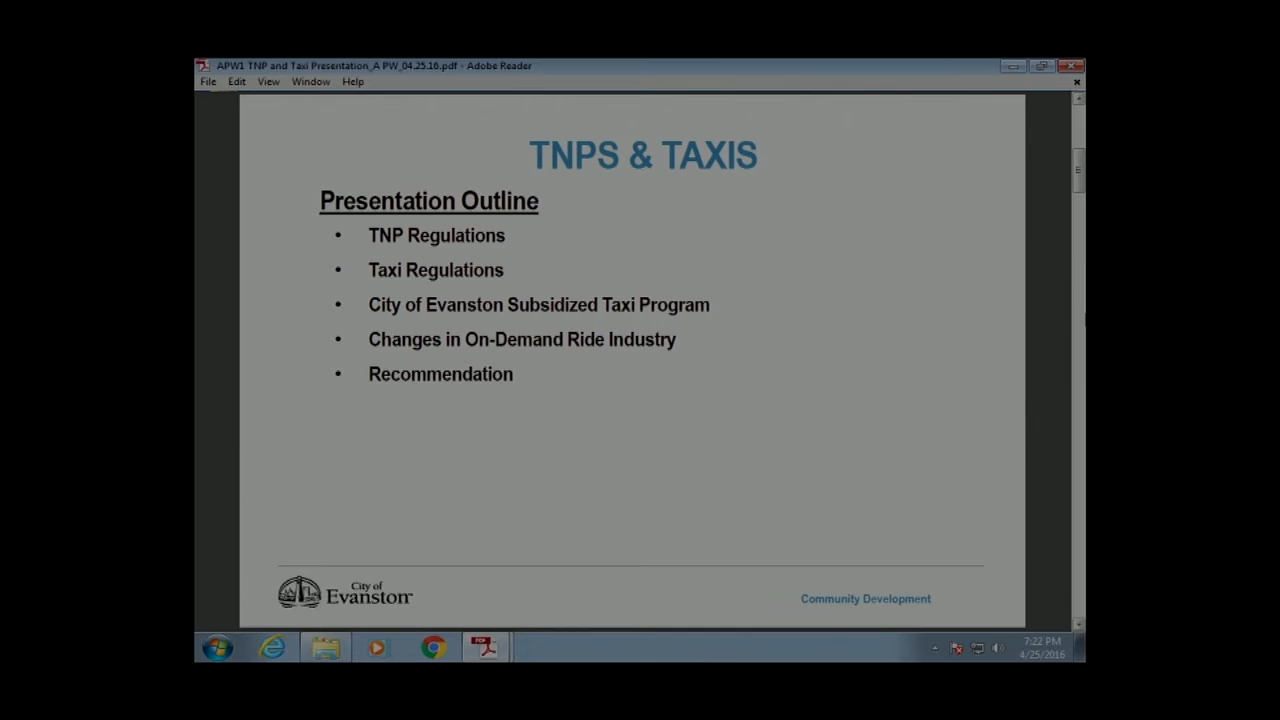 APW1 TNP and Taxi Presentation_A PW_04.25.16.pdf - Adobe Reader
File Edit View Window Help
TNPS & TAXIS
Presentation Outline
• TNP Regulations
• Taxi Regulations
• City of Evanston Subsidized Taxi Program
• Changes in On-Demand Ride Industry
• Recommendation
City of
Evanston
Community Development
7:22 PM
4/25/2016